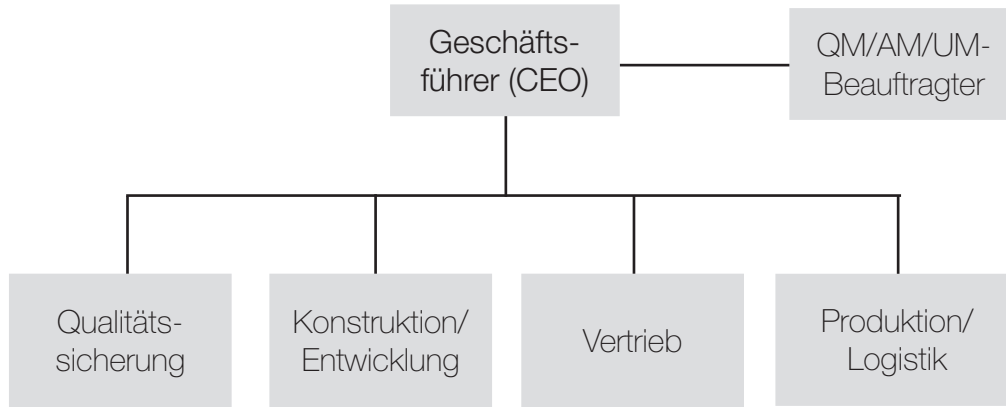 Geschäfts-
führer (CEO)
QM/AM/UM-
Beauftragter
Qualitäts-
sicherung
Konstruktion/
Entwicklung
Vertrieb
Produktion/
Logistik